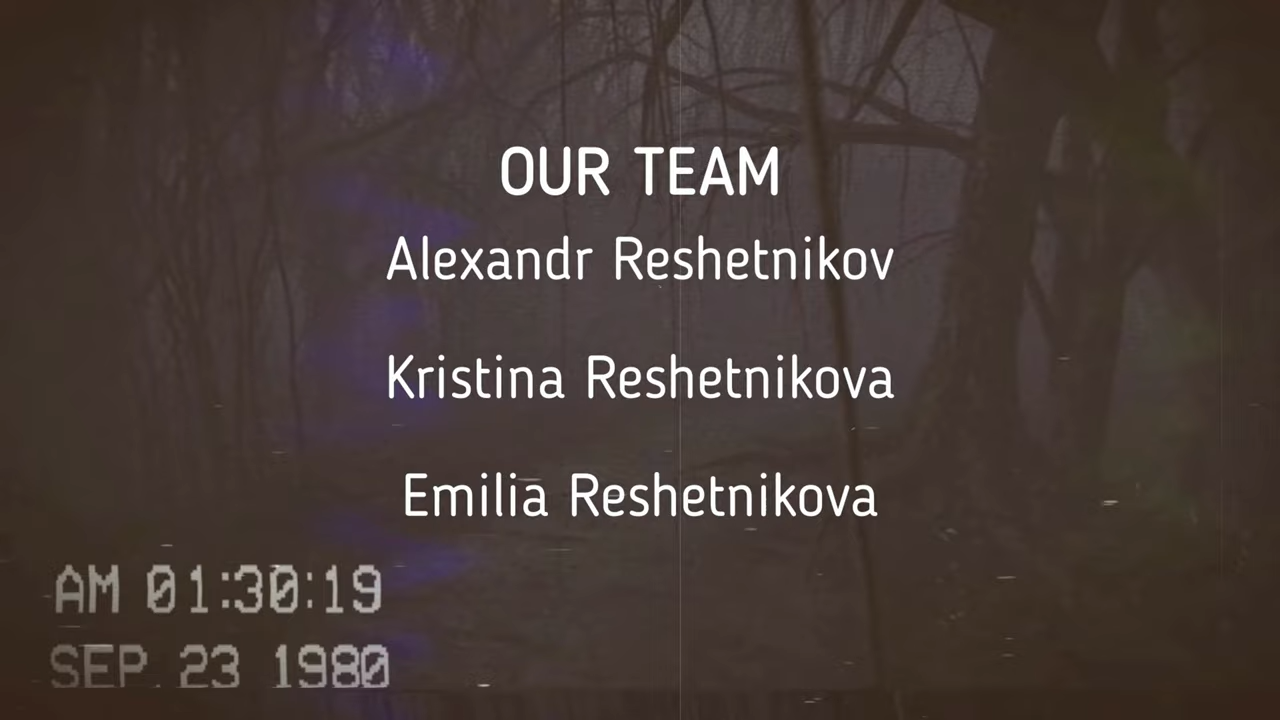 OUR TEAM
Alexandr Reshetnikov
Kristina Reshetnikova
Emilia Reshetnikova
AM 01:30:19
SEP. 23 1980